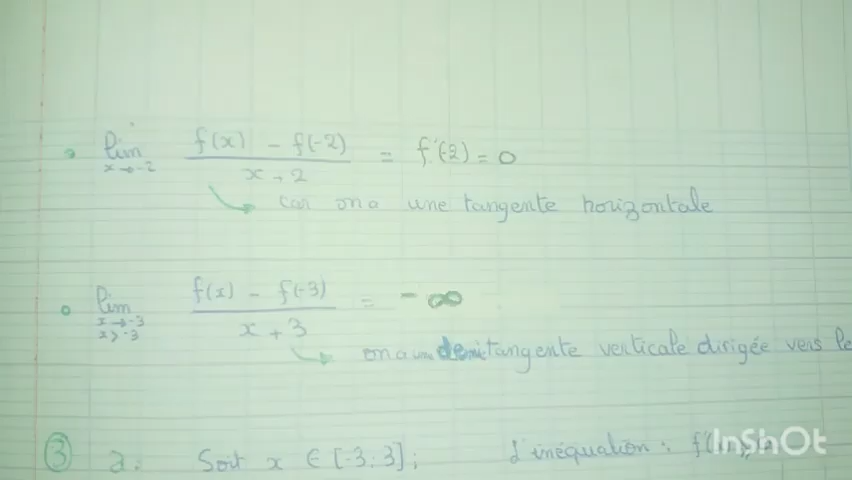 • lim x→-2 f(x) - f(-2) / x+2 = f'(-2) = 0
car on a une tangente horizontale
• lim x→-3 x>-3 f(x) - f(-3) / x+3 = -∞
on a une demi tangente verticale dirigée vers le
③ a. Soit x ∈ [-3;3]; l'inéquation :
InShOt